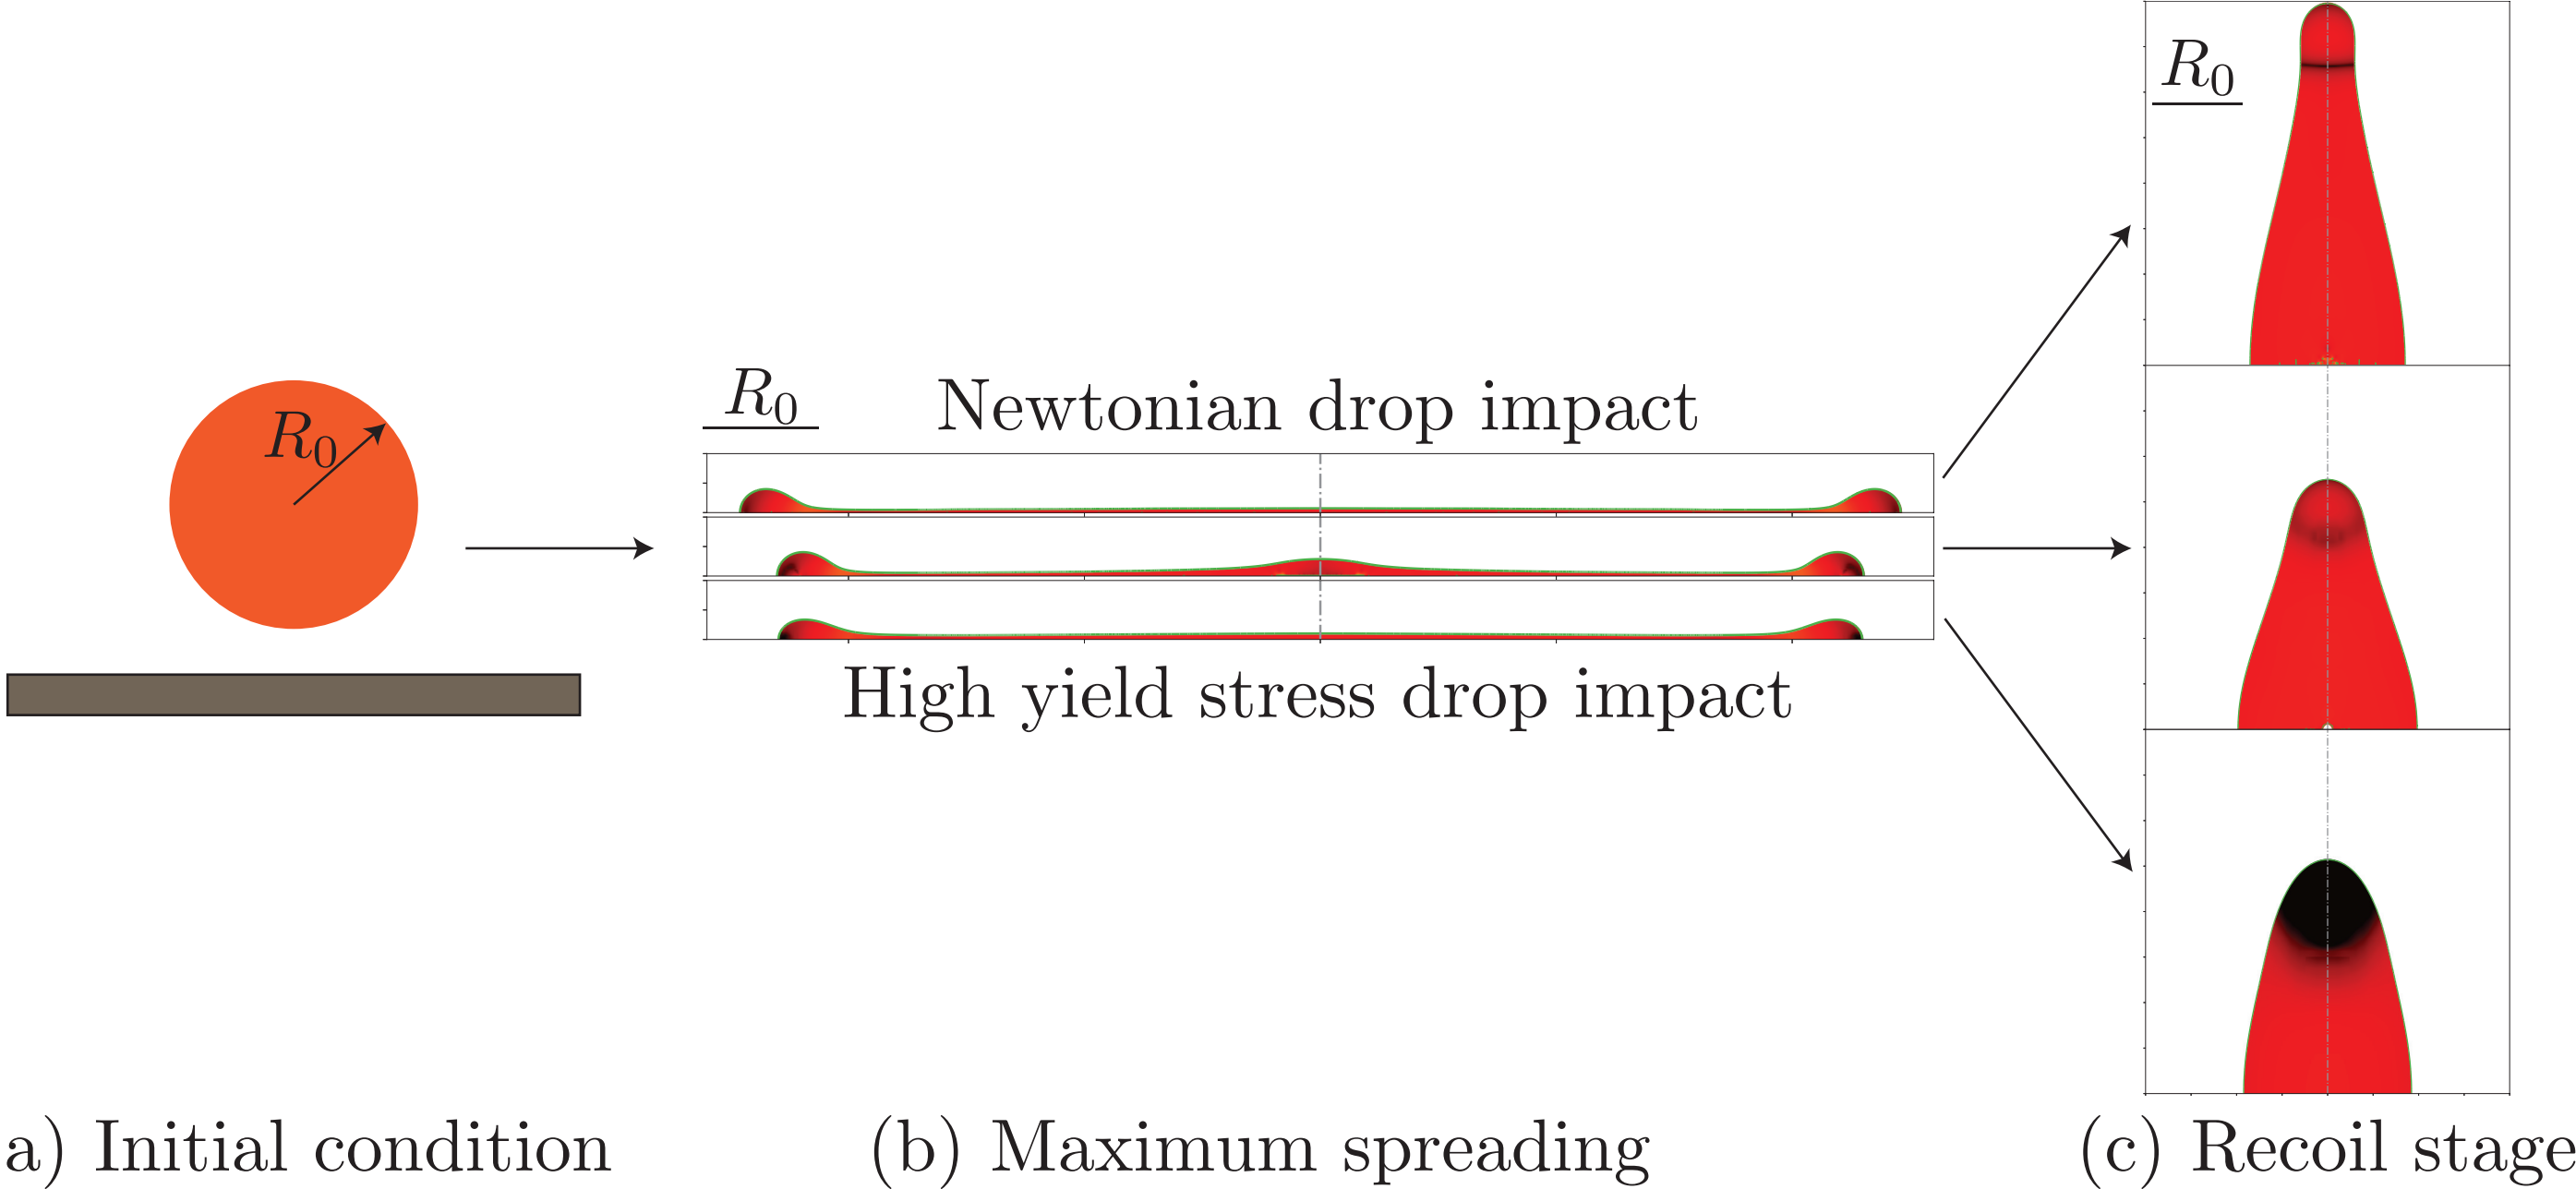 R₀
R₀
Newtonian drop impact
High yield stress drop impact
R₀
a) Initial condition
(b) Maximum spreading
(c) Recoil stage